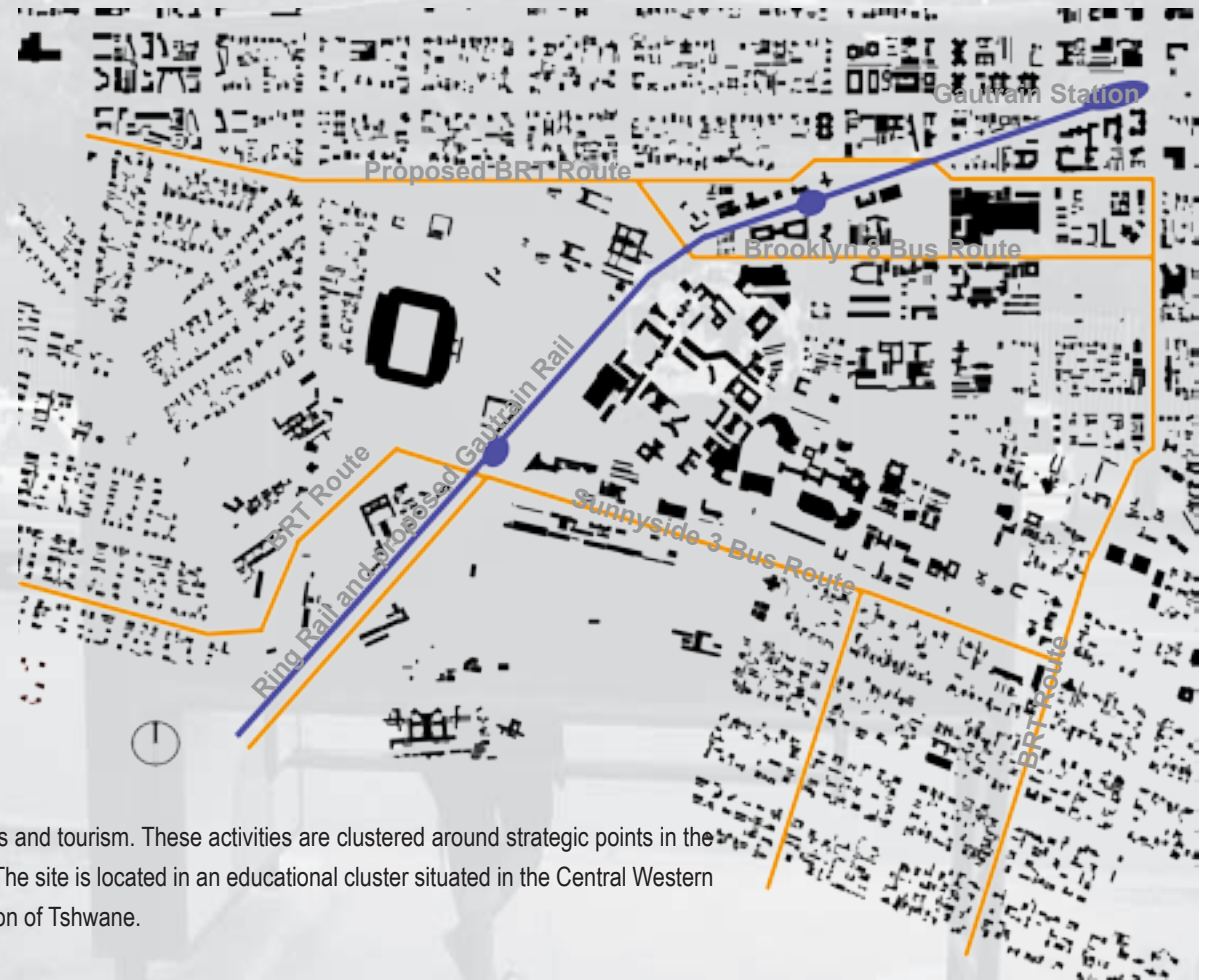 Gautrain Station
Proposed BRT Route
Brooklyn 8 Bus Route
Ring Rail and proposed Gautrain Rail
BRT Route
Sunnyside 3 Bus Route
BRT Route
s and tourism. These activities are clustered around strategic points in the
The site is located in an educational cluster situated in the Central Western
on of Tshwane.